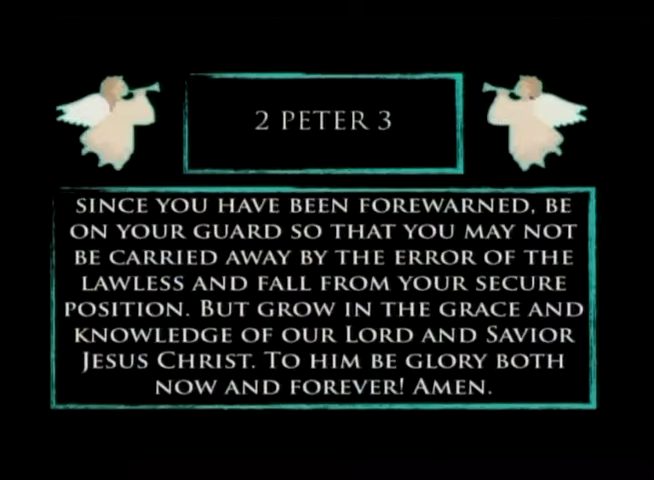 2 PETER 3
SINCE YOU HAVE BEEN FOREWARNED, BE
ON YOUR GUARD SO THAT YOU MAY NOT
BE CARRIED AWAY BY THE ERROR OF THE
LAWLESS AND FALL FROM YOUR SECURE
POSITION. BUT GROW IN THE GRACE AND
KNOWLEDGE OF OUR LORD AND SAVIOR
JESUS CHRIST. TO HIM BE GLORY BOTH
NOW AND FOREVER! AMEN.